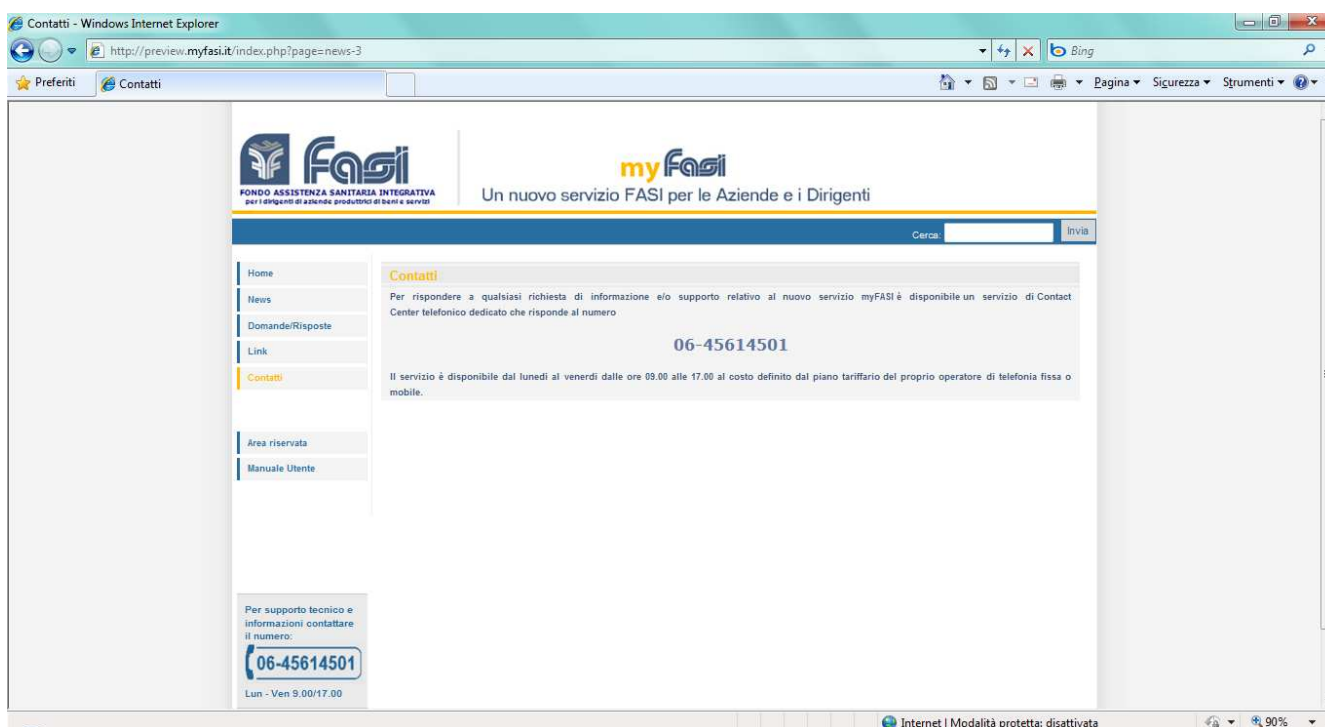 Contatti - Windows Internet Explorer
http://preview.myfasi.it/index.php?page=news-3
Bing
Preferiti
Contatti
Pagina
Sicurezza
Strumenti
Fasi
FONDO ASSISTENZA SANITARIA INTEGRATIVA
per i dirigenti di aziende produttrici di beni e servizi
my Fasi
Un nuovo servizio FASI per le Aziende e i Dirigenti
Cerca:
Invia
Home
News
Domande/Risposte
Link
Contatti
Area riservata
Manuale Utente
Contatti
Per rispondere a qualsiasi richiesta di informazione e/o supporto relativo al nuovo servizio myFASI è disponibile un servizio di Contact
Center telefonico dedicato che risponde al numero
06-45614501
Il servizio è disponibile dal lunedì al venerdì dalle ore 09.00 alle 17.00 al costo definito dal piano tariffario del proprio operatore di telefonia fissa o
mobile.
Per supporto tecnico e
informazioni contattare
il numero:
06-45614501
Lun - Ven 9.00/17.00
Internet | Modalità protetta: disattivata
90%